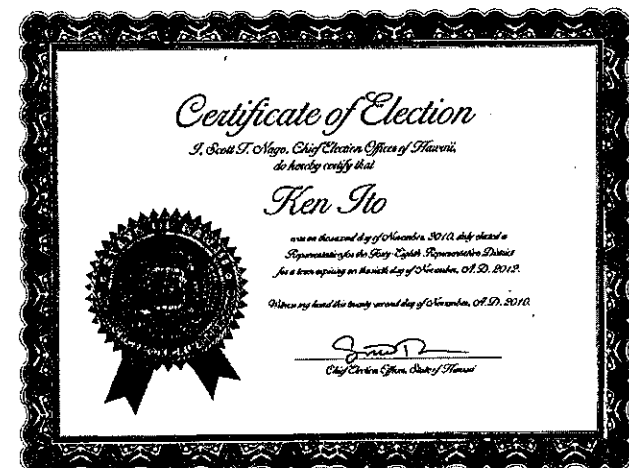 Certificate of Election
I, Scott T. Nago, Chief Election Officer of Hawaii,
do hereby certify that
Ken Ito
was on the second day of November, 2010, duly elected a
Representative for the Forty-Eighth Representative District
for a term expiring on the sixth day of November, A.D. 2012.
Witness my hand this twenty second day of November, A.D. 2010.
Chief Election Officer, State of Hawaii